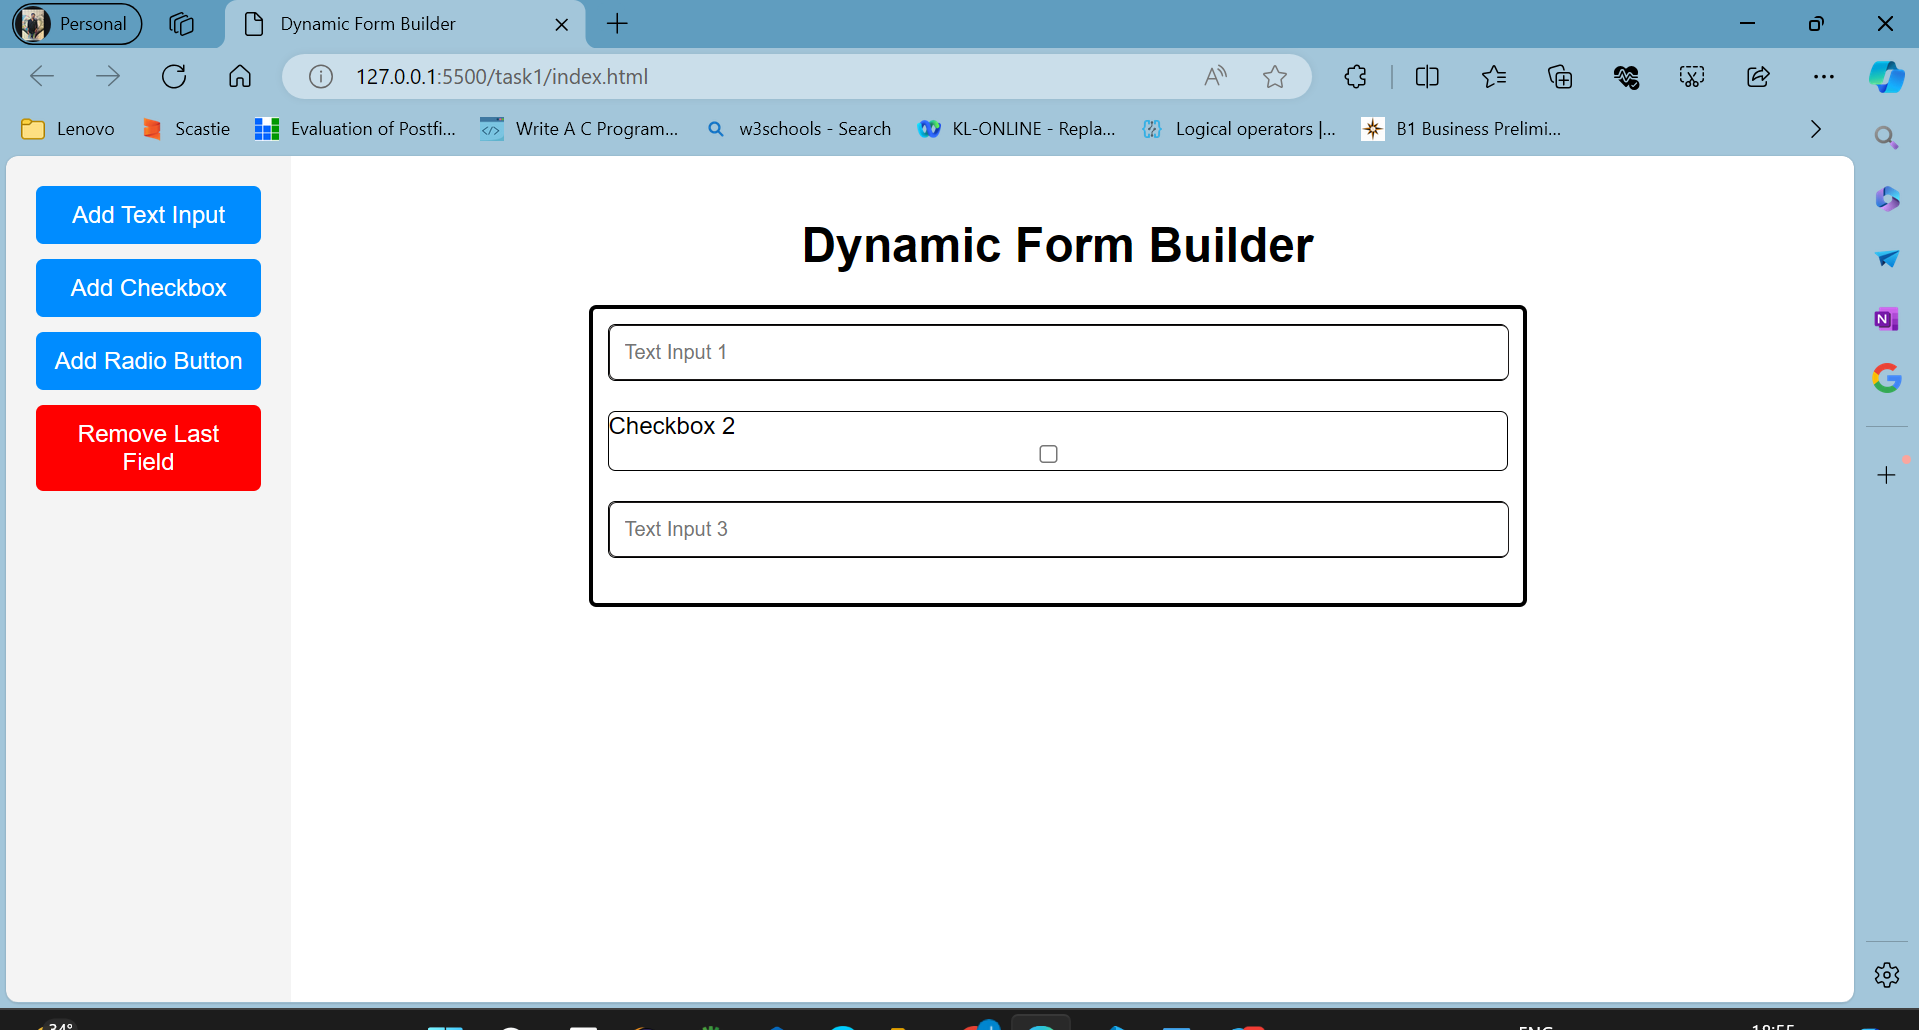 Personal
Dynamic Form Builder
127.0.0.1:5500/task1/index.html
Lenovo
Scastie
Evaluation of Postfi...
Write A C Program...
w3schools - Search
KL-ONLINE - Repla...
Logical operators |...
B1 Business Prelimi...
Add Text Input
Add Checkbox
Add Radio Button
Remove Last
Field
Dynamic Form Builder
Text Input 1
Checkbox 2
Text Input 3
34°